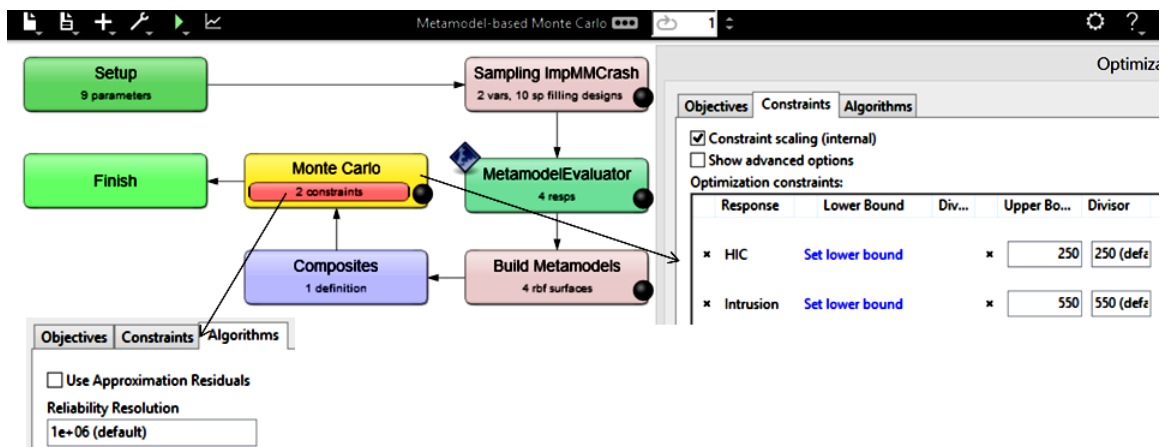 Metamodel-based Monte Carlo
1
?
Optimiza
Setup
9 parameters
Sampling ImpMMCrash
2 vars, 10 sp filling designs
Objectives Constraints Algorithms
Constraint scaling (internal)
Show advanced options
Optimization constraints:
Finish
Monte Carlo
2 constraints
MetamodelEvaluator
4 resps
Response Lower Bound Div... Upper Bo... Divisor
HIC Set lower bound 250 250 (defa
Composites
1 definition
Build Metamodels
4 rbf surfaces
Intrusion Set lower bound 550 550 (defa
Objectives Constraints Algorithms
Use Approximation Residuals
Reliability Resolution
1e+06 (default)